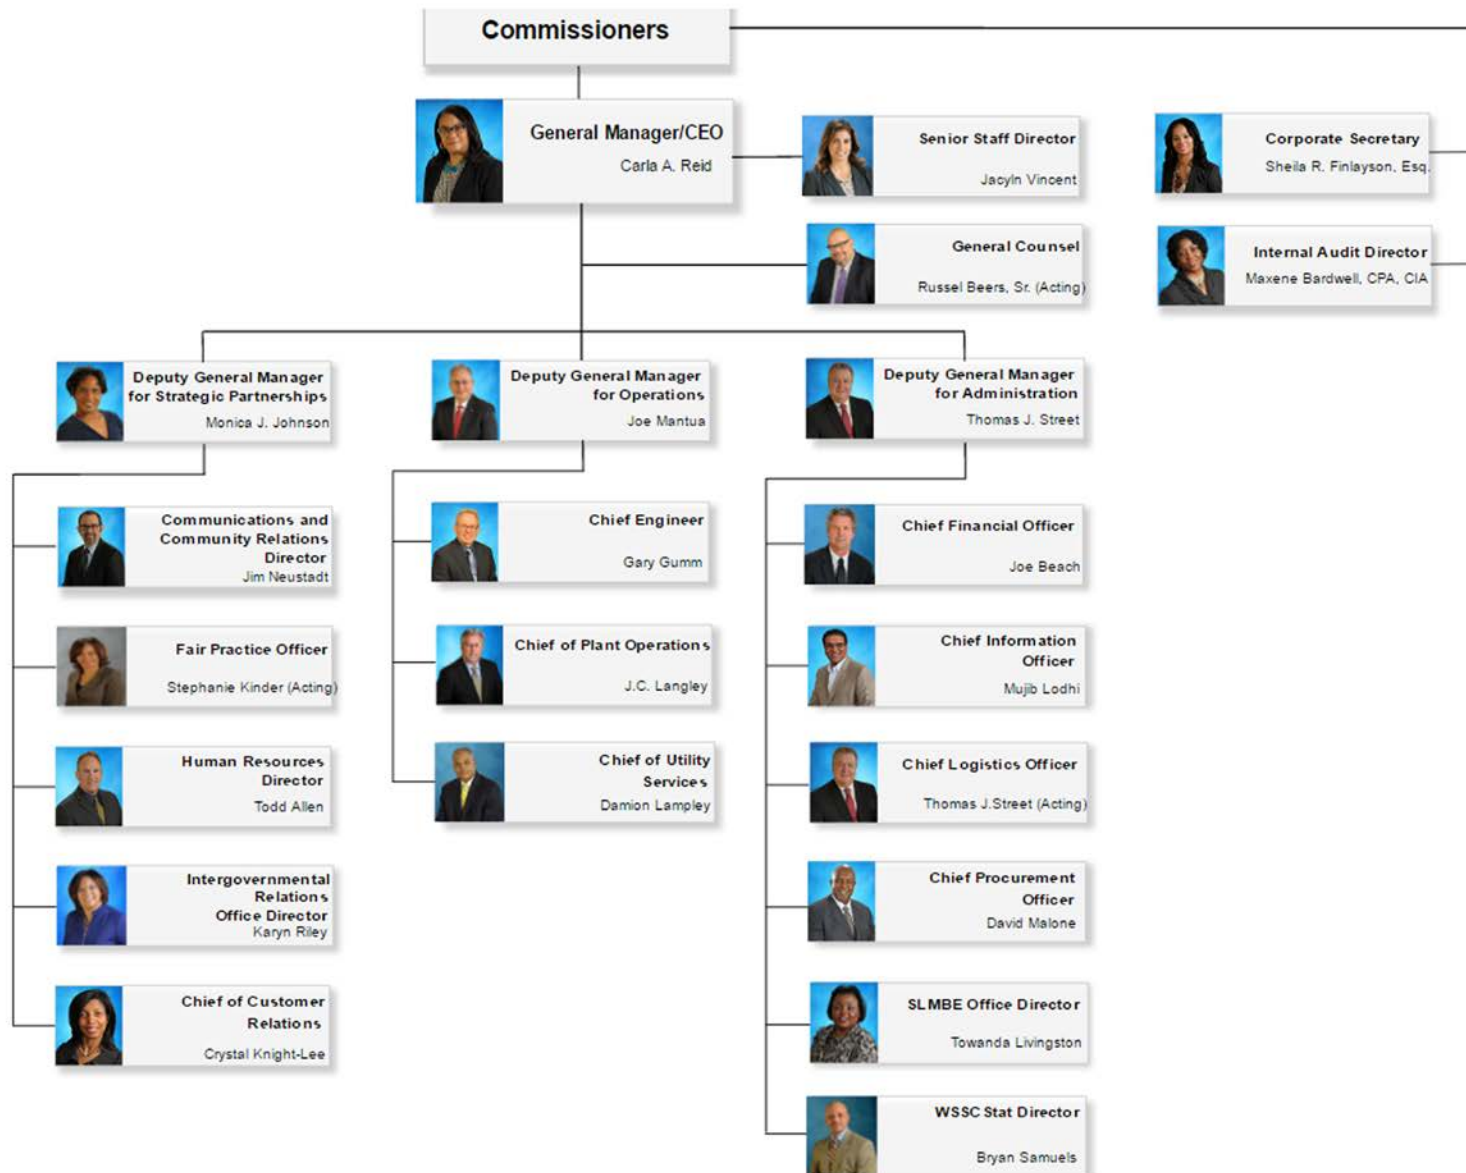 Commissioners
General Manager/CEO
Carla A. Reid
Senior Staff Director
Jacyln Vincent
Corporate Secretary
Sheila R. Finlayson, Esq.
General Counsel
Russel Beers, Sr. (Acting)
Internal Audit Director
Maxene Bardwell, CPA, CIA
Deputy General Manager
for Strategic Partnerships
Monica J. Johnson
Deputy General Manager
for Operations
Joe Mantua
Deputy General Manager
for Administration
Thomas J. Street
Communications and
Community Relations
Director
Jim Neustadt
Fair Practice Officer
Stephanie Kinder (Acting)
Human Resources
Director
Todd Allen
Intergovernmental
Relations
Office Director
Karyn Riley
Chief of Customer
Relations
Crystal Knight-Lee
Chief Engineer
Gary Gumm
Chief of Plant Operations
J.C. Langley
Chief of Utility
Services
Damion Lampley
Chief Financial Officer
Joe Beach
Chief Information
Officer
Mujib Lodhi
Chief Logistics Officer
Thomas J.Street (Acting)
Chief Procurement
Officer
David Malone
SLMBE Office Director
Towanda Livingston
WSSC Stat Director
Bryan Samuels